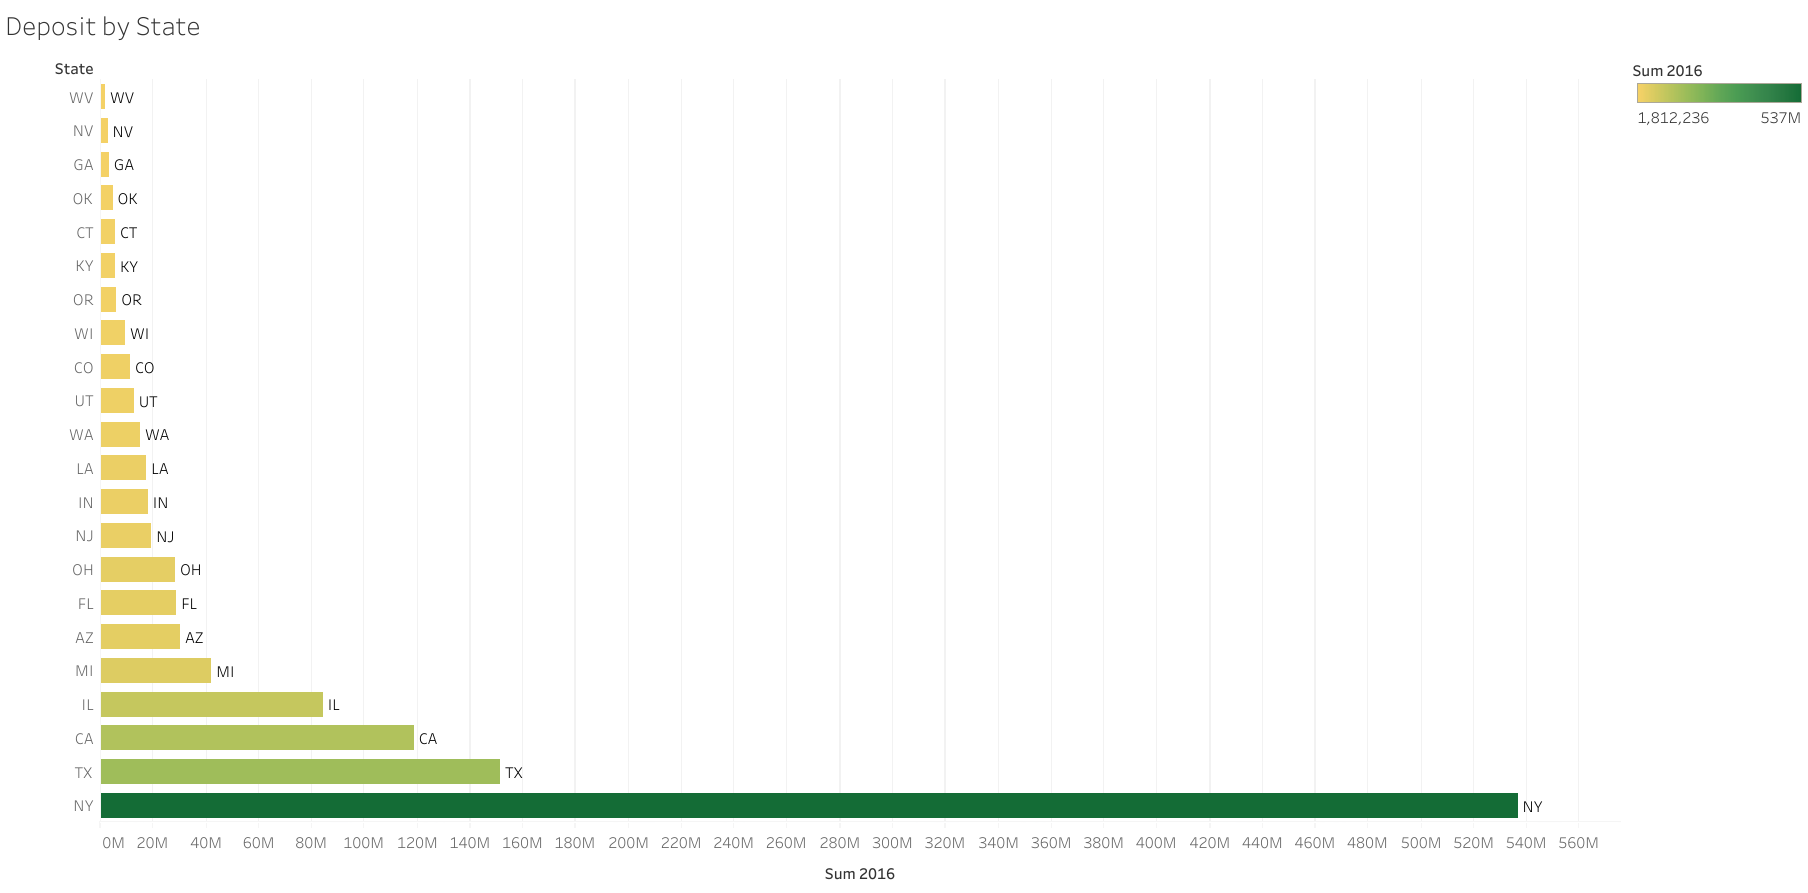 Deposit by State
State
Sum 2016
1,812,236 537M
WV WV
NV NV
GA GA
OK OK
CT CT
KY KY
OR OR
WI WI
CO CO
UT UT
WA WA
LA LA
IN IN
NJ NJ
OH OH
FL FL
AZ AZ
MI MI
IL IL
CA CA
TX TX
NY NY
0M 20M 40M 60M 80M 100M 120M 140M 160M 180M 200M 220M 240M 260M 280M 300M 320M 340M 360M 380M 400M 420M 440M 460M 480M 500M 520M 540M 560M
Sum 2016